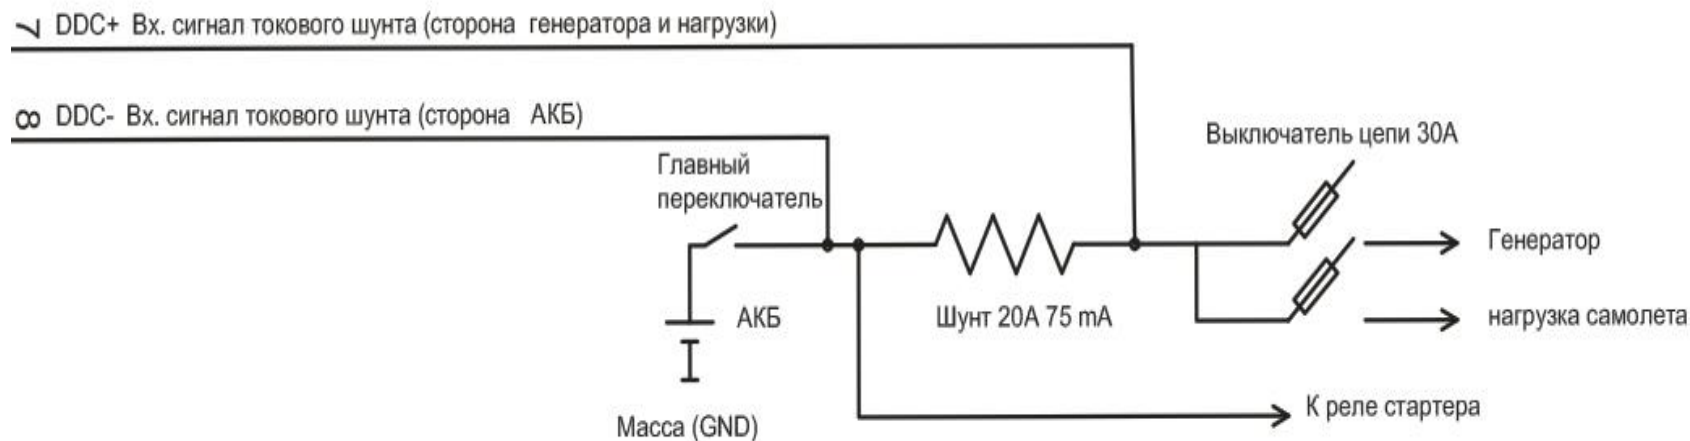 7 DDC+ Вх. сигнал токового шунта (сторона генератора и нагрузки)
8 DDC- Вх. сигнал токового шунта (сторона АКБ)
Выключатель цепи 30А
Главный
переключатель
Генератор
АКБ
Шунт 20А 75 mA
нагрузка самолета
К реле стартера
Масса (GND)